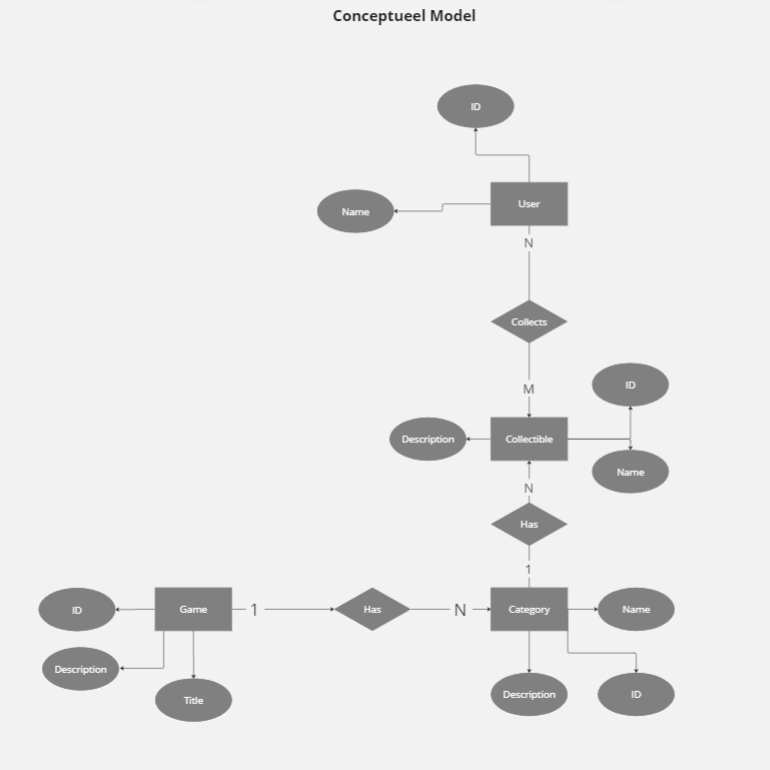 Conceptueel Model
ID
Name
User
N
Collects
M
ID
Description
Collectible
Name
N
Has
1
ID
Game
1
Has
N
Category
Name
Description
Title
Description
ID